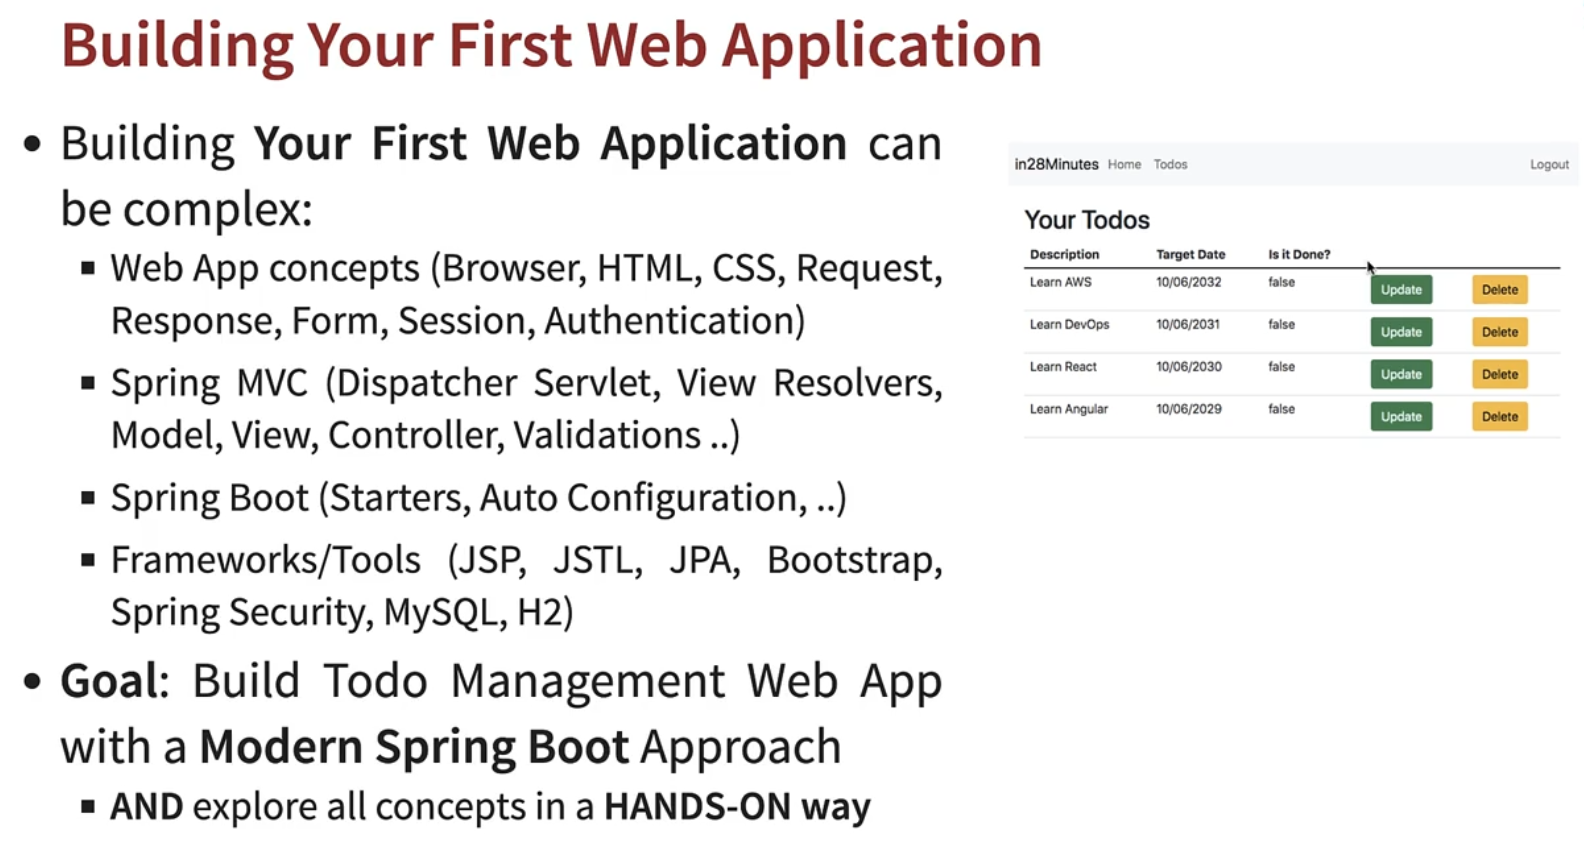 Building Your First Web Application
• Building Your First Web Application can
be complex:
▪ Web App concepts (Browser, HTML, CSS, Request,
Response, Form, Session, Authentication)
▪ Spring MVC (Dispatcher Servlet, View Resolvers,
Model, View, Controller, Validations ..)
▪ Spring Boot (Starters, Auto Configuration, ..)
▪ Frameworks/Tools (JSP, JSTL, JPA, Bootstrap,
Spring Security, MySQL, H2)
• Goal: Build Todo Management Web App
with a Modern Spring Boot Approach
▪ AND explore all concepts in a HANDS-ON way
in28Minutes Home Todos Logout
Your Todos
Description Target Date Is it Done?
Learn AWS 10/06/2032 false Update Delete
Learn DevOps 10/06/2031 false Update Delete
Learn React 10/06/2030 false Update Delete
Learn Angular 10/06/2029 false Update Delete